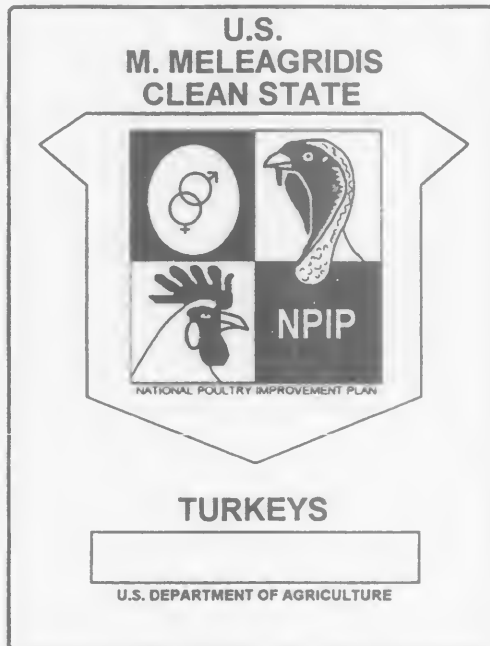 U.S.
M. MELEAGRIDIS
CLEAN STATE
NPIP
NATIONAL POULTRY IMPROVEMENT PLAN
TURKEYS
U.S. DEPARTMENT OF AGRICULTURE